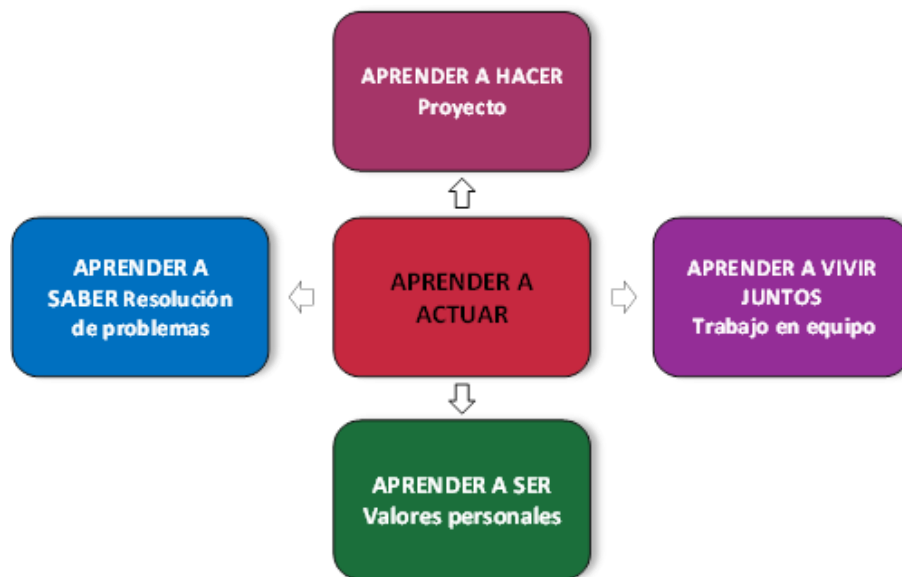 APRENDER A HACER
Proyecto
APRENDER A
SABER Resolución
de problemas
APRENDER A
ACTUAR
APRENDER A VIVIR
JUNTOS
Trabajo en equipo
APRENDER A SER
Valores personales